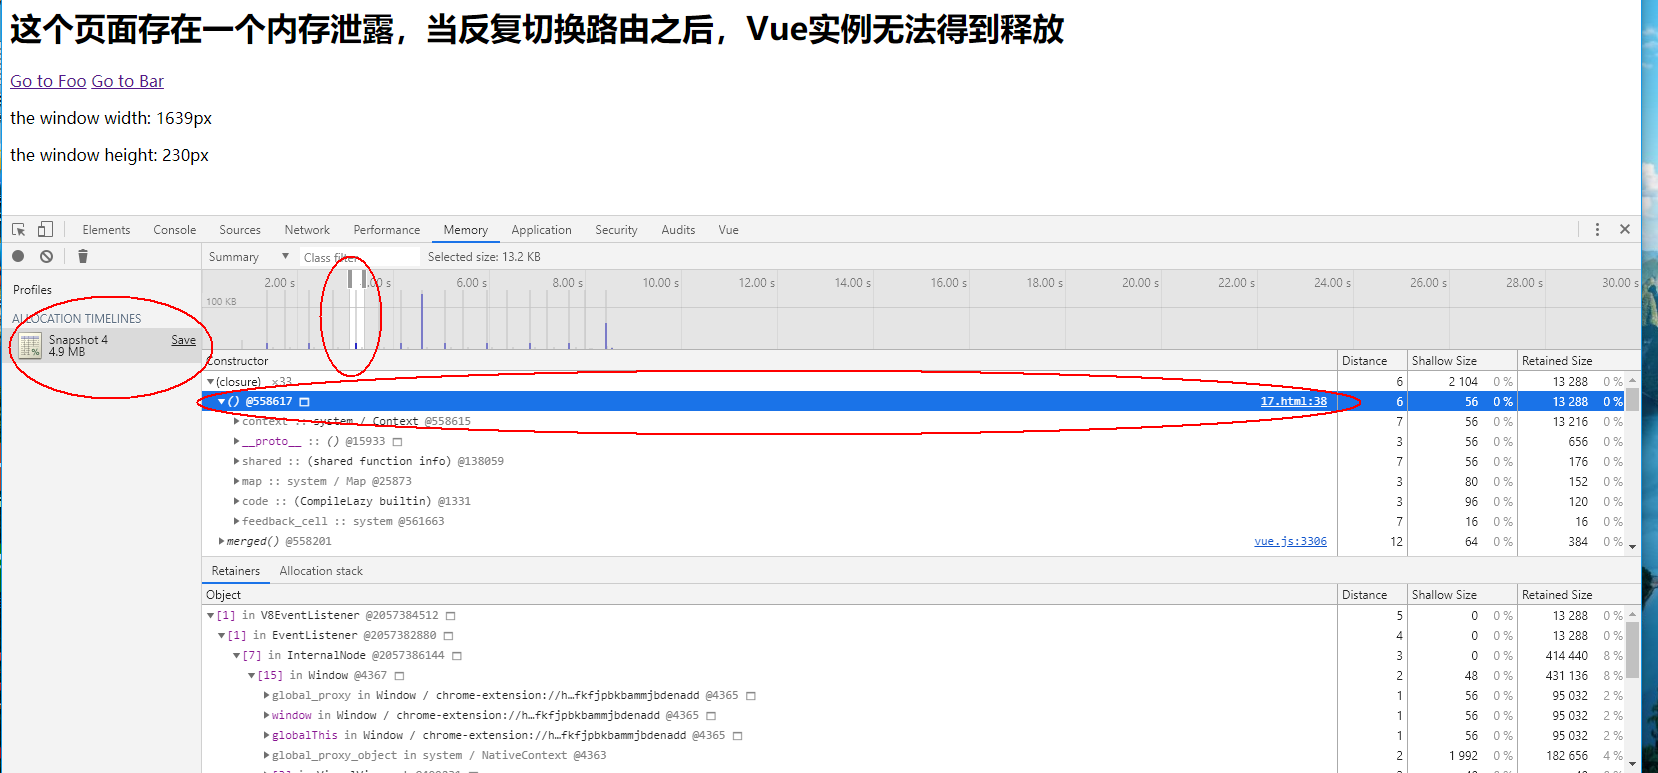 这个页面存在一个内存泄露，当反复切换路由之后，Vue实例无法得到释放
Go to Foo Go to Bar
the window width: 1639px
the window height: 230px
Elements Console Sources Network Performance Memory Application Security Audits Vue
Summary Class filter Selected size: 13.2 KB
Profiles
ALLOCATION TIMELINES
Snapshot 4 Save
4.9 MB
2.00 s 4.00 s 6.00 s 8.00 s 10.00 s 12.00 s 14.00 s 16.00 s 18.00 s 20.00 s 22.00 s 24.00 s 26.00 s 28.00 s 30.00 s
100 KB
Constructor Distance Shallow Size Retained Size
(closure) ×33 6 2 104 0 % 13 288 0 %
() @558617 17.html:38 6 56 0 % 13 288 0 %
context :: system / Context @558615 7 56 0 % 13 216 0 %
__proto__ :: () @15933 3 56 0 % 656 0 %
shared :: (shared function info) @138059 7 56 0 % 176 0 %
map :: system / Map @25873 3 80 0 % 152 0 %
code :: (CompileLazy builtin) @1331 3 96 0 % 120 0 %
feedback_cell :: system @561663 7 16 0 % 16 0 %
merged() @558201 vue.js:3306 12 64 0 % 384 0 %
Retainers Allocation stack
Object Distance Shallow Size Retained Size
[1] in V8EventListener @2057384512 5 0 0 % 13 288 0 %
[1] in EventListener @2057382880 4 0 0 % 13 288 0 %
[7] in InternalNode @2057386144 3 0 0 % 414 440 8 %
[15] in Window @4367 2 48 0 % 431 136 8 %
global_proxy in Window / chrome-extension://h…fkfjpbkbammjbdenadd @4365 1 56 0 % 95 032 2 %
window in Window / chrome-extension://h…fkfjpbkbammjbdenadd @4365 1 56 0 % 95 032 2 %
globalThis in Window / chrome-extension://h…fkfjpbkbammjbdenadd @4365 1 56 0 % 95 032 2 %
global_proxy_object in system / NativeContext @4363 2 1 992 0 % 182 656 4 %